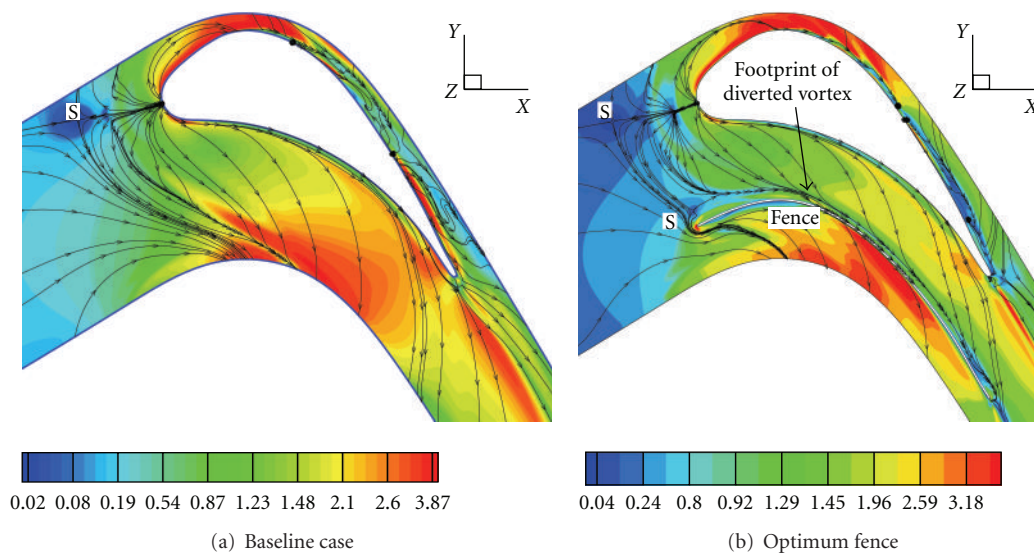 Y
Z
X
S
0.02 0.08 0.19 0.54 0.87 1.23 1.48 2.1 2.6 3.87
(a) Baseline case
Y
Z
X
Footprint of
diverted vortex
S
S
Fence
0.04 0.24 0.8 0.92 1.29 1.45 1.96 2.59 3.18
(b) Optimum fence